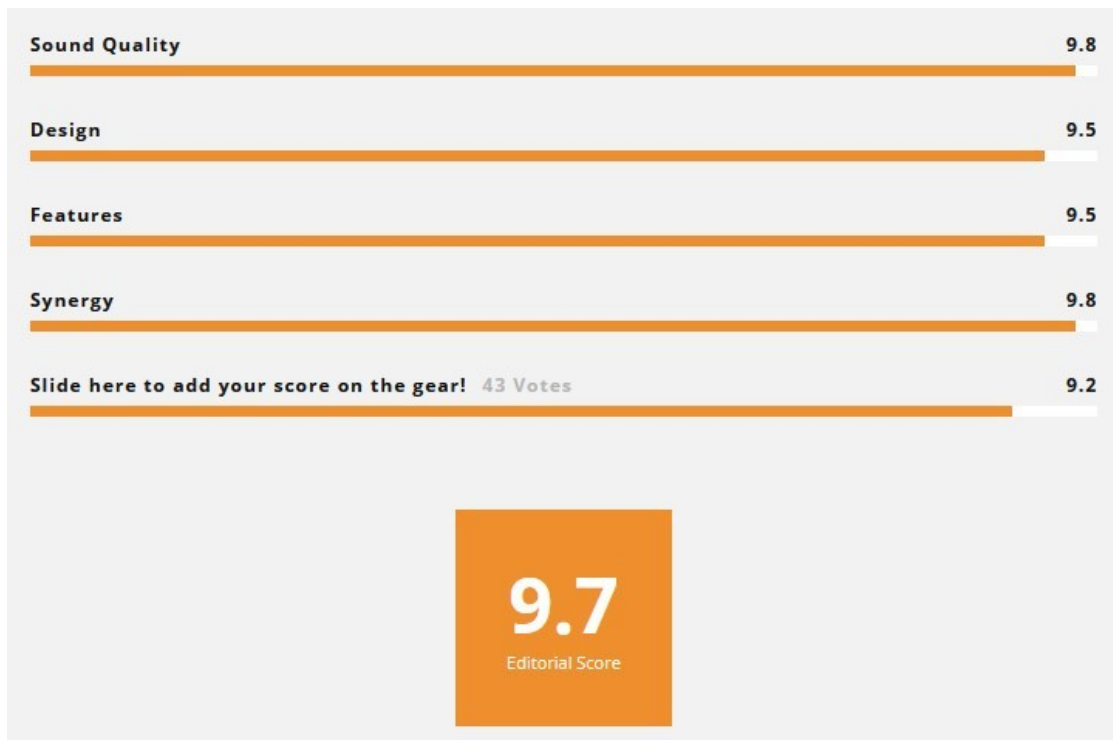 Sound Quality 9.8
Design 9.5
Features 9.5
Synergy 9.8
Slide here to add your score on the gear! 43 Votes 9.2
9.7
Editorial Score